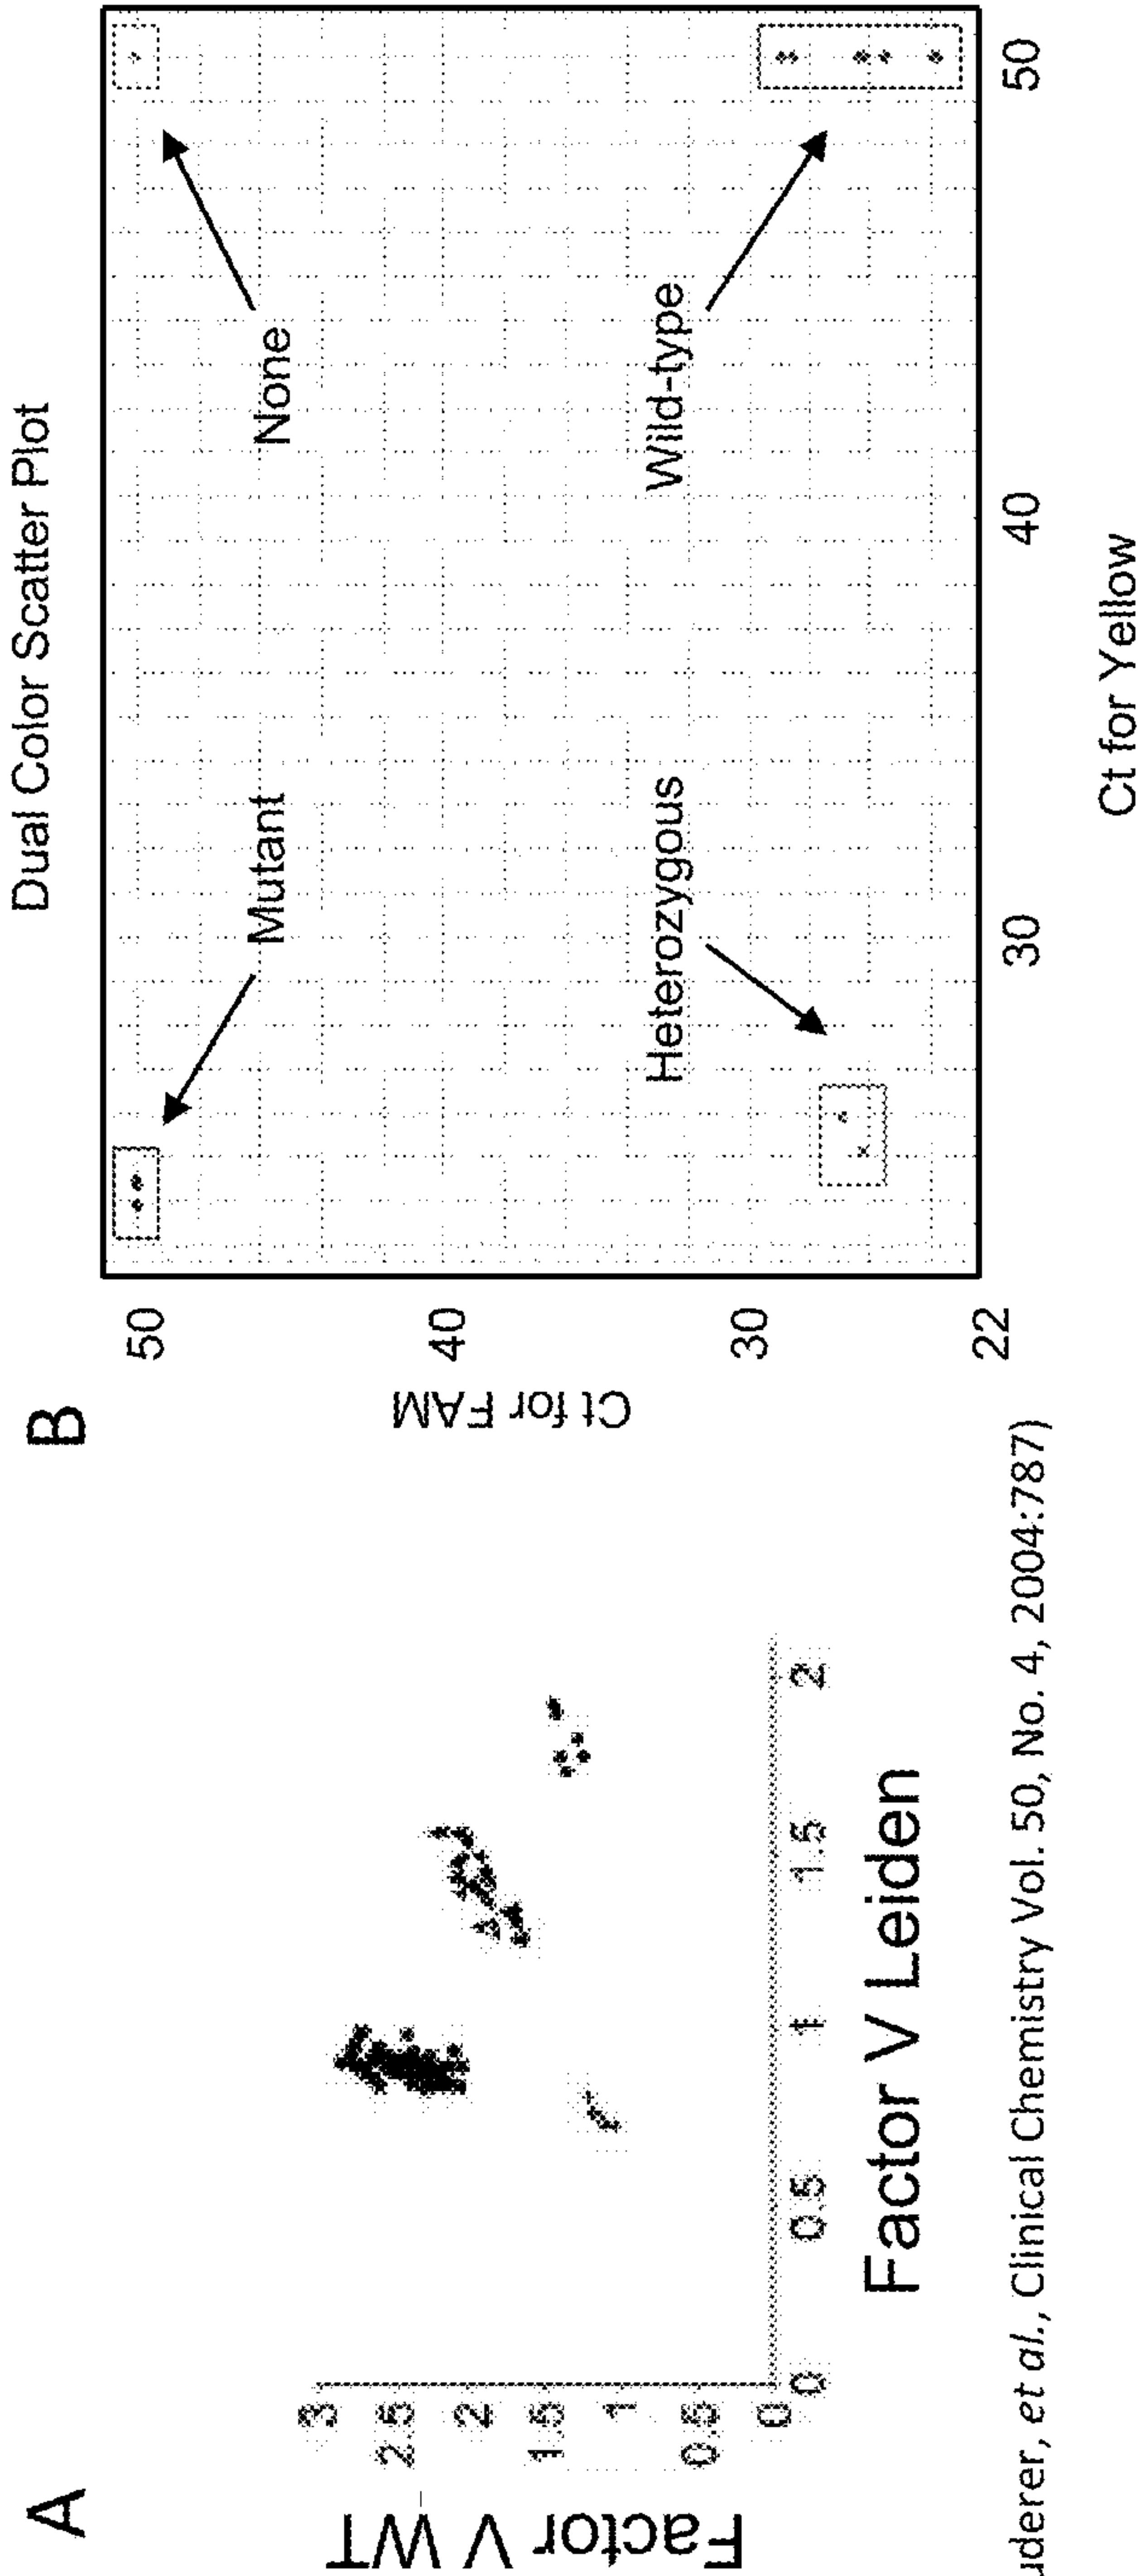 A
Factor V WT
3
2.5
2
1.5
1
0.5
0
0
0.5
1
1.5
2
Factor V Leiden
B
Dual Color Scatter Plot
Ct for FAM
50
40
30
22
Mutant
None
Heterozygous
Wild-type
30
40
50
Ct for Yellow
et al., Clinical Chemistry Vol. 50, No. 4, 2004:787)